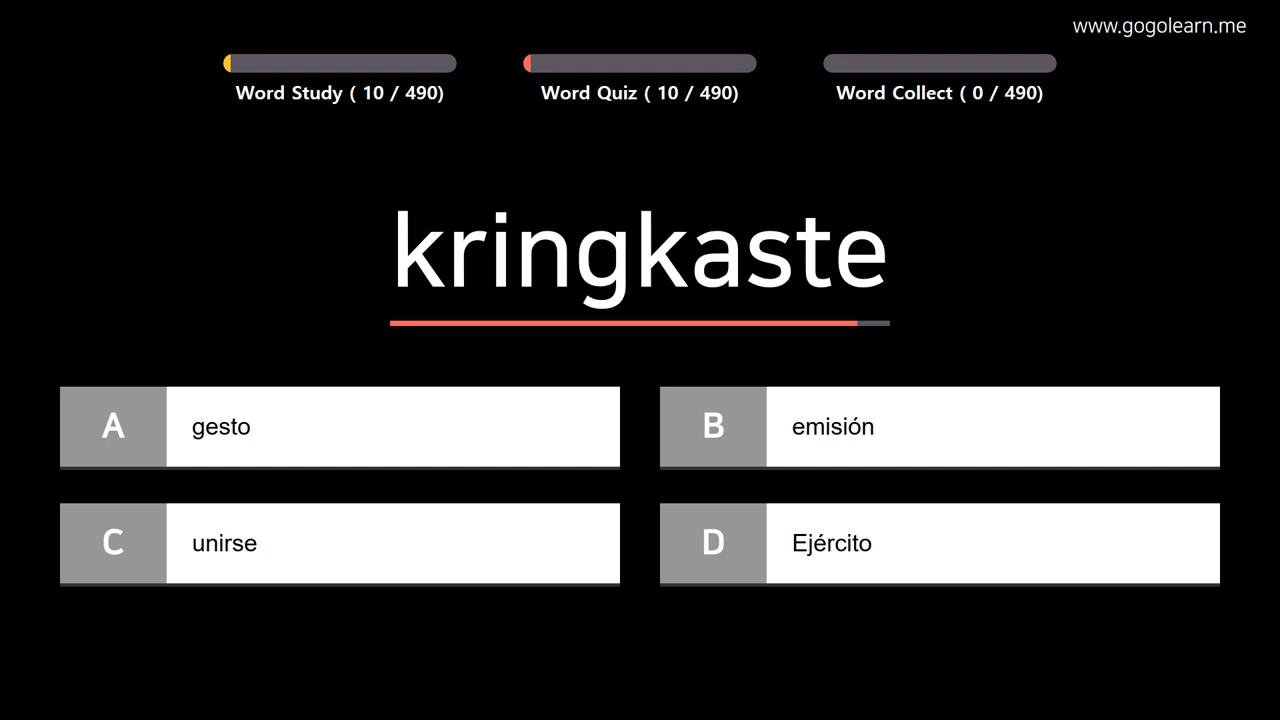 www.gogolearn.me
Word Study ( 10 / 490)
Word Quiz ( 10 / 490)
Word Collect ( 0 / 490)
kringkaste
A gesto
B emisión
C unirse
D Ejército